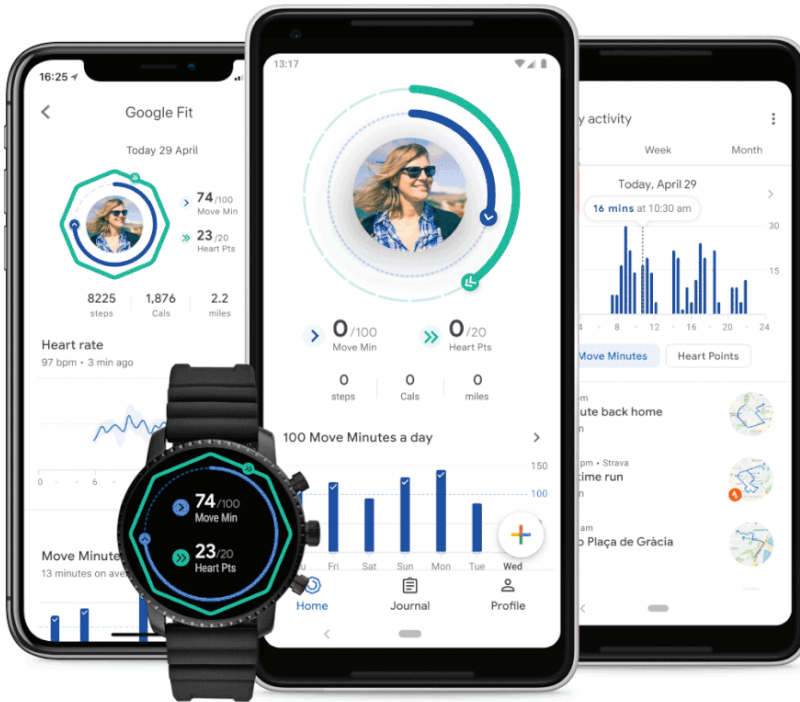 16:25
Google Fit
Today 29 April
74/100
Move Min
23/20
Heart Pts
8225
steps
1,876
Cals
2.2
miles
Heart rate
97 bpm • 3 min ago
0
6
Move Minute
13 minutes on ave
74/100
Move Min
23/20
Heart Pts
13:17
0/100
Move Min
0/20
Heart Pts
0
steps
0
Cals
0
miles
100 Move Minutes a day
150
100
50
u
Fri
Sat
Sun
Mon
Tue
Wed
Home
Journal
Profile
y activity
Week
Month
Today, April 29
16 mins at 10:30 am
30
15
4
8
12
16
20
24
Move Minutes
Heart Points
pm
ute back home
n
pm • Strava
time run
n
am
o Plaça de Gràcia